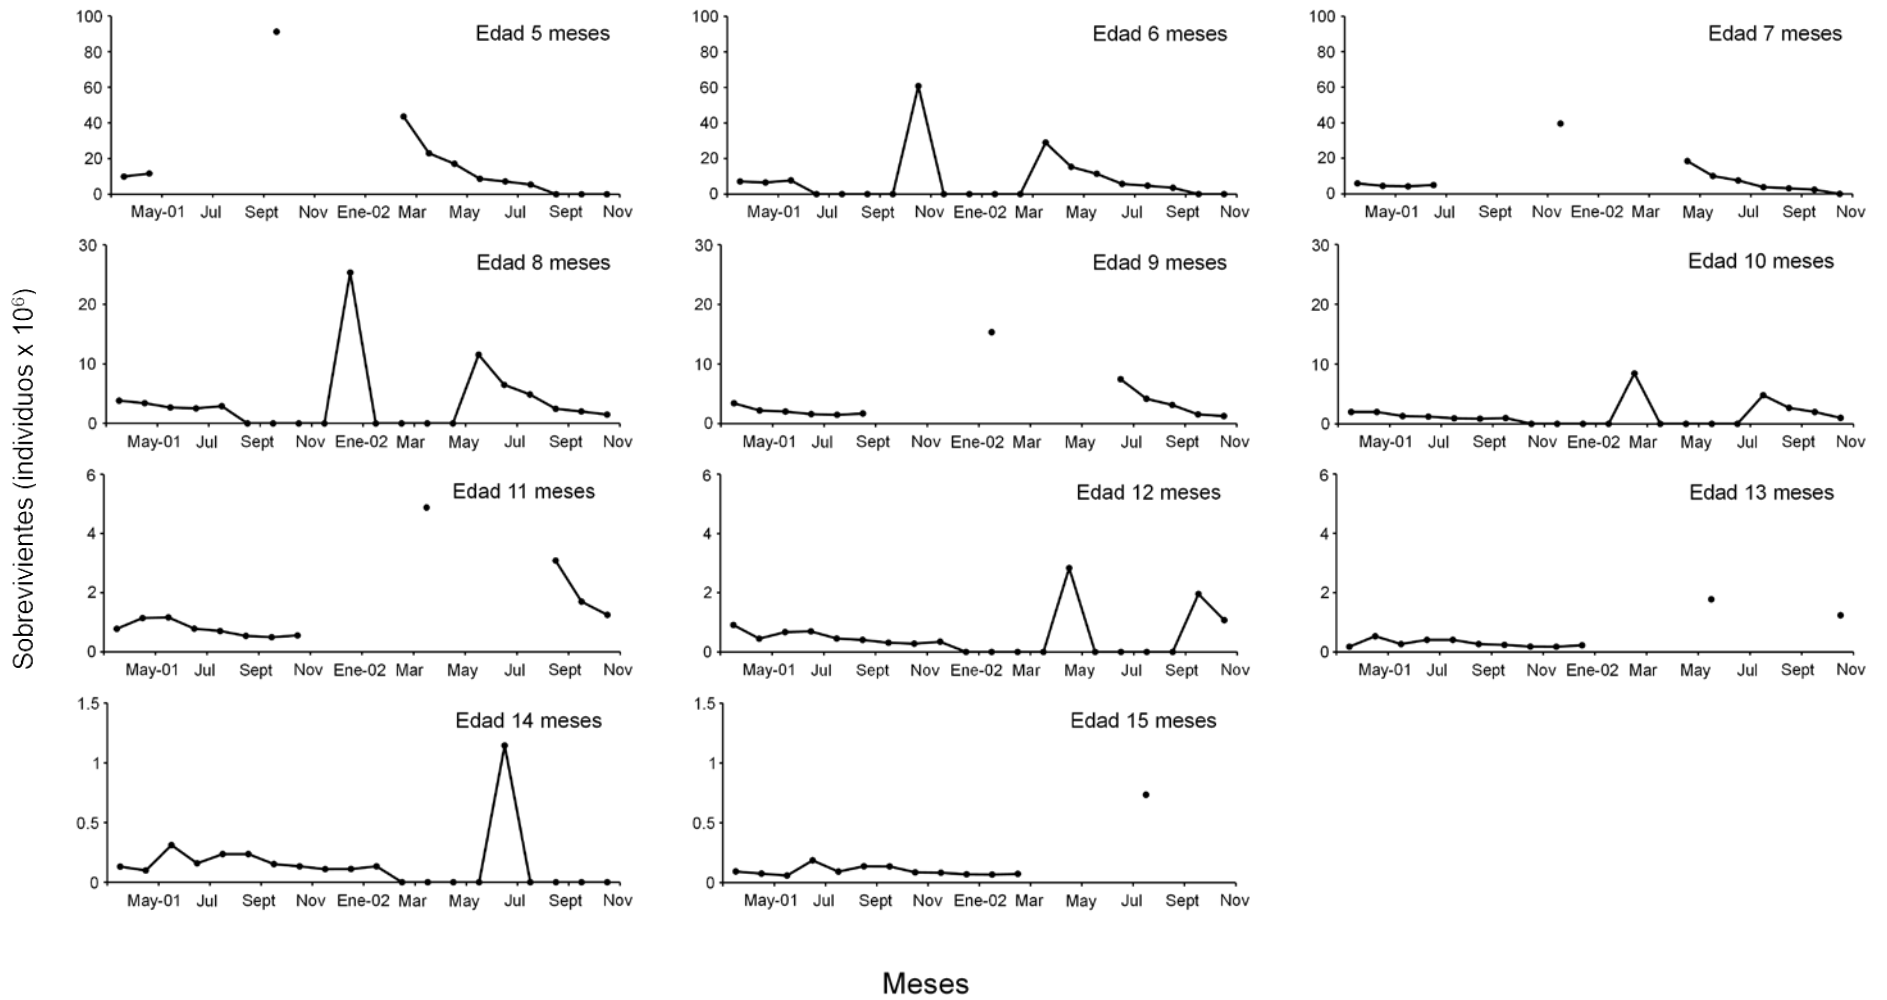 Edad 5 meses
100
80
60
40
20
0
May-01 Jul Sept Nov Ene-02 Mar May Jul Sept Nov
Edad 6 meses
100
80
60
40
20
0
May-01 Jul Sept Nov Ene-02 Mar May Jul Sept Nov
Edad 7 meses
100
80
60
40
20
0
May-01 Jul Sept Nov Ene-02 Mar May Jul Sept Nov
Sobrevivientes (individuos x 10⁶)
Edad 8 meses
30
20
10
0
May-01 Jul Sept Nov Ene-02 Mar May Jul Sept Nov
Edad 9 meses
30
20
10
0
May-01 Jul Sept Nov Ene-02 Mar May Jul Sept Nov
Edad 10 meses
30
20
10
0
May-01 Jul Sept Nov Ene-02 Mar May Jul Sept Nov
Edad 11 meses
6
4
2
0
May-01 Jul Sept Nov Ene-02 Mar May Jul Sept Nov
Edad 12 meses
6
4
2
0
May-01 Jul Sept Nov Ene-02 Mar May Jul Sept Nov
Edad 13 meses
6
4
2
0
May-01 Jul Sept Nov Ene-02 Mar May Jul Sept Nov
Edad 14 meses
1.5
1
0.5
0
May-01 Jul Sept Nov Ene-02 Mar May Jul Sept Nov
Edad 15 meses
1.5
1
0.5
0
May-01 Jul Sept Nov Ene-02 Mar May Jul Sept Nov
Meses